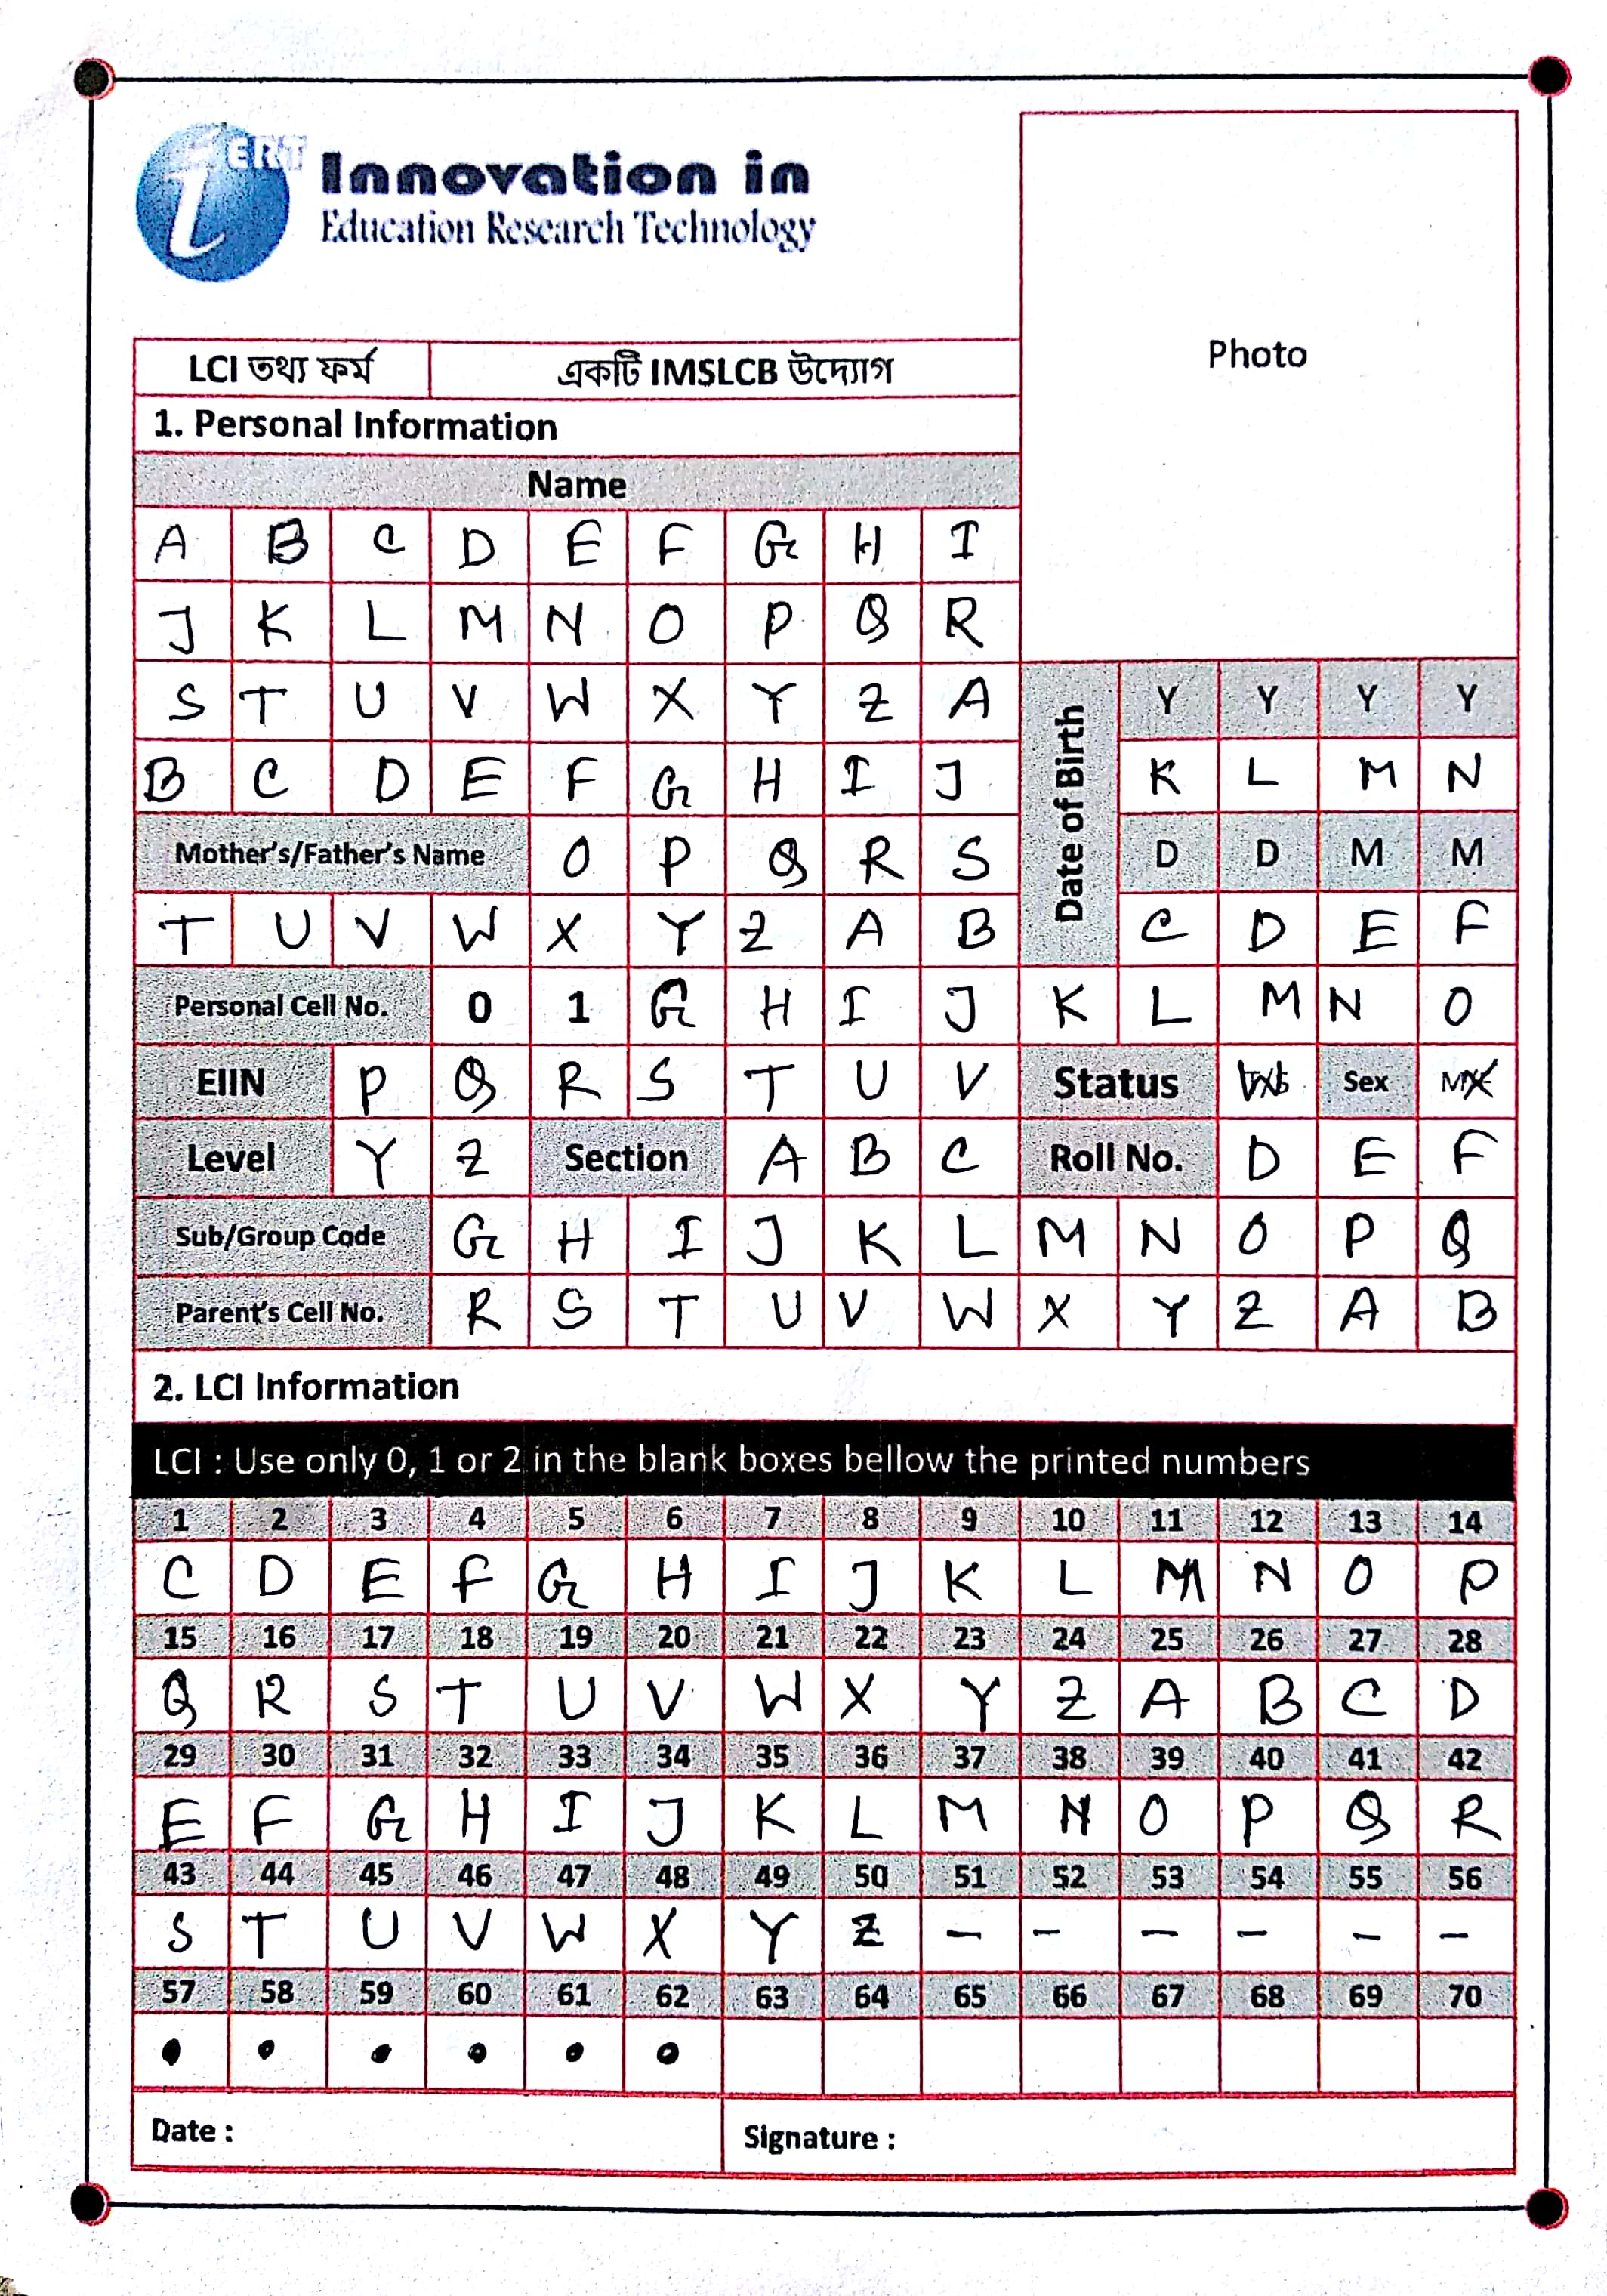 iERT
Innovation in
Education Research Technology
Photo
LCI তথ্য ফর্ম একটি IMSLCB উদ্যোগ
1. Personal Information
Name
A B C D E F G H I
J K L M N O P Q R
S T U V W X Y Z A
B C D E F G H I J
Date of Birth
Y Y Y Y
K L M N
D D M M
C D E F
Mother's/Father's Name O P Q R S
T U V W X Y Z A B
Personal Cell No. 0 1 G H I J K L M N O
EIIN P Q R S T U V Status Sex
Level Y Z Section A B C Roll No. D E F
Sub/Group Code G H I J K L M N O P Q
Parent's Cell No. R S T U V W X Y Z A B
2. LCI Information
LCI : Use only 0, 1 or 2 in the blank boxes bellow the printed numbers
1 2 3 4 5 6 7 8 9 10 11 12 13 14
C D E F G H I J K L M N O P
15 16 17 18 19 20 21 22 23 24 25 26 27 28
Q R S T U V W X Y Z A B C D
29 30 31 32 33 34 35 36 37 38 39 40 41 42
E F G H I J K L M N O P Q R
43 44 45 46 47 48 49 50 51 52 53 54 55 56
S T U V W X Y Z – – – – – –
57 58 59 60 61 62 63 64 65 66 67 68 69 70
• • • • • •
Date : Signature :